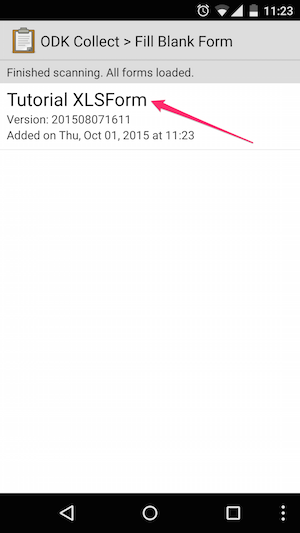 11:23
ODK Collect > Fill Blank Form
Finished scanning. All forms loaded.
Tutorial XLSForm
Version: 201508071611
Added on Thu, Oct 01, 2015 at 11:23